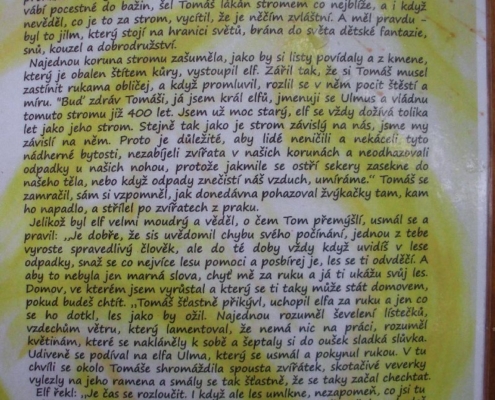 vábí pocestné do bažin, šel Tomáš lákán stromem co nejblíže, a i když
nevěděl, co je to za strom, vycítil, že je něčím zvláštní. A měl pravdu -
byl to jilm, který stojí na hranici světů, brána do světa dětské fantazie,
snů, kouzel a dobrodružství.
Najednou koruna stromu zašuměla, jako by si listy povídaly a z kmene,
který je obalen štítem kůry, vystoupil elf. Zářil tak, že si Tomáš musel
zastínit rukama obličej, a když promluvil, rozlil se v něm pocit štěstí a
míru. "Buď zdráv Tomáši, já jsem král elfů, jmenuji se Ulmus a vládnu
tomuto stromu již 400 let. Jsem už moc starý, elf se vždy dožívá tolika
let jako jeho strom. Stejně tak jako je strom závislý na nás, jsme my
závislí na něm. Proto je důležité, aby lidé neničili a nekáceli tyto
nádherné bytosti, nezabíjeli zvířata v našich korunách a neodhazovali
odpadky u našich nohou, protože jakmile se ostří sekery zasekne do
našeho těla, nebo když odpady znečistí náš vzduch, umíráme." Tomáš se
zamračil, sám si vzpomněl, jak donedávna pohazoval žvýkačky tam, kam
ho napadlo, a střílel po zvířatech z praku.
Jelikož byl elf velmi moudrý a věděl, o čem Tom přemýšlí, usmál se a
pravil: „Je dobře, že sis uvědomil chybu svého počínání, jednou z tebe
vyroste spravedlivý člověk, ale do té doby vždy když uvidíš v lese
odpadky, snaž se co nejvíce lesu pomoci a posbírej je, les se ti odvděčí. A
aby to nebyla jen marná slova, chyť mě za ruku a já ti ukážu svůj les.
Domov, ve kterém jsem vyrůstal a který se ti taky může stát domovem,
pokud budeš chtít. „Tomáš šťastně přikývl, uchopil elfa za ruku a jen co
se ho dotkl, les jako by ožil. Najednou rozuměl ševelení lístečků,
vzdechům větru, který lamentoval, že nemá nic na práci, rozuměl
květinám, které se nakláněly k sobě a šeptaly si do oušek sladká slůvka.
Udiveně se podíval na elfa Ulma, který se usmál a pokynul rukou. V tu
chvíli se okolo Tomáše shromáždila spousta zvířátek, skotačivé veverky
vylezly na jeho ramena a smály se tak šťastně, že se taky začal chechtat.
Elf řekl: „Je čas se rozloučit. I když ale les umlkne, nezapomeň, co jsi tu